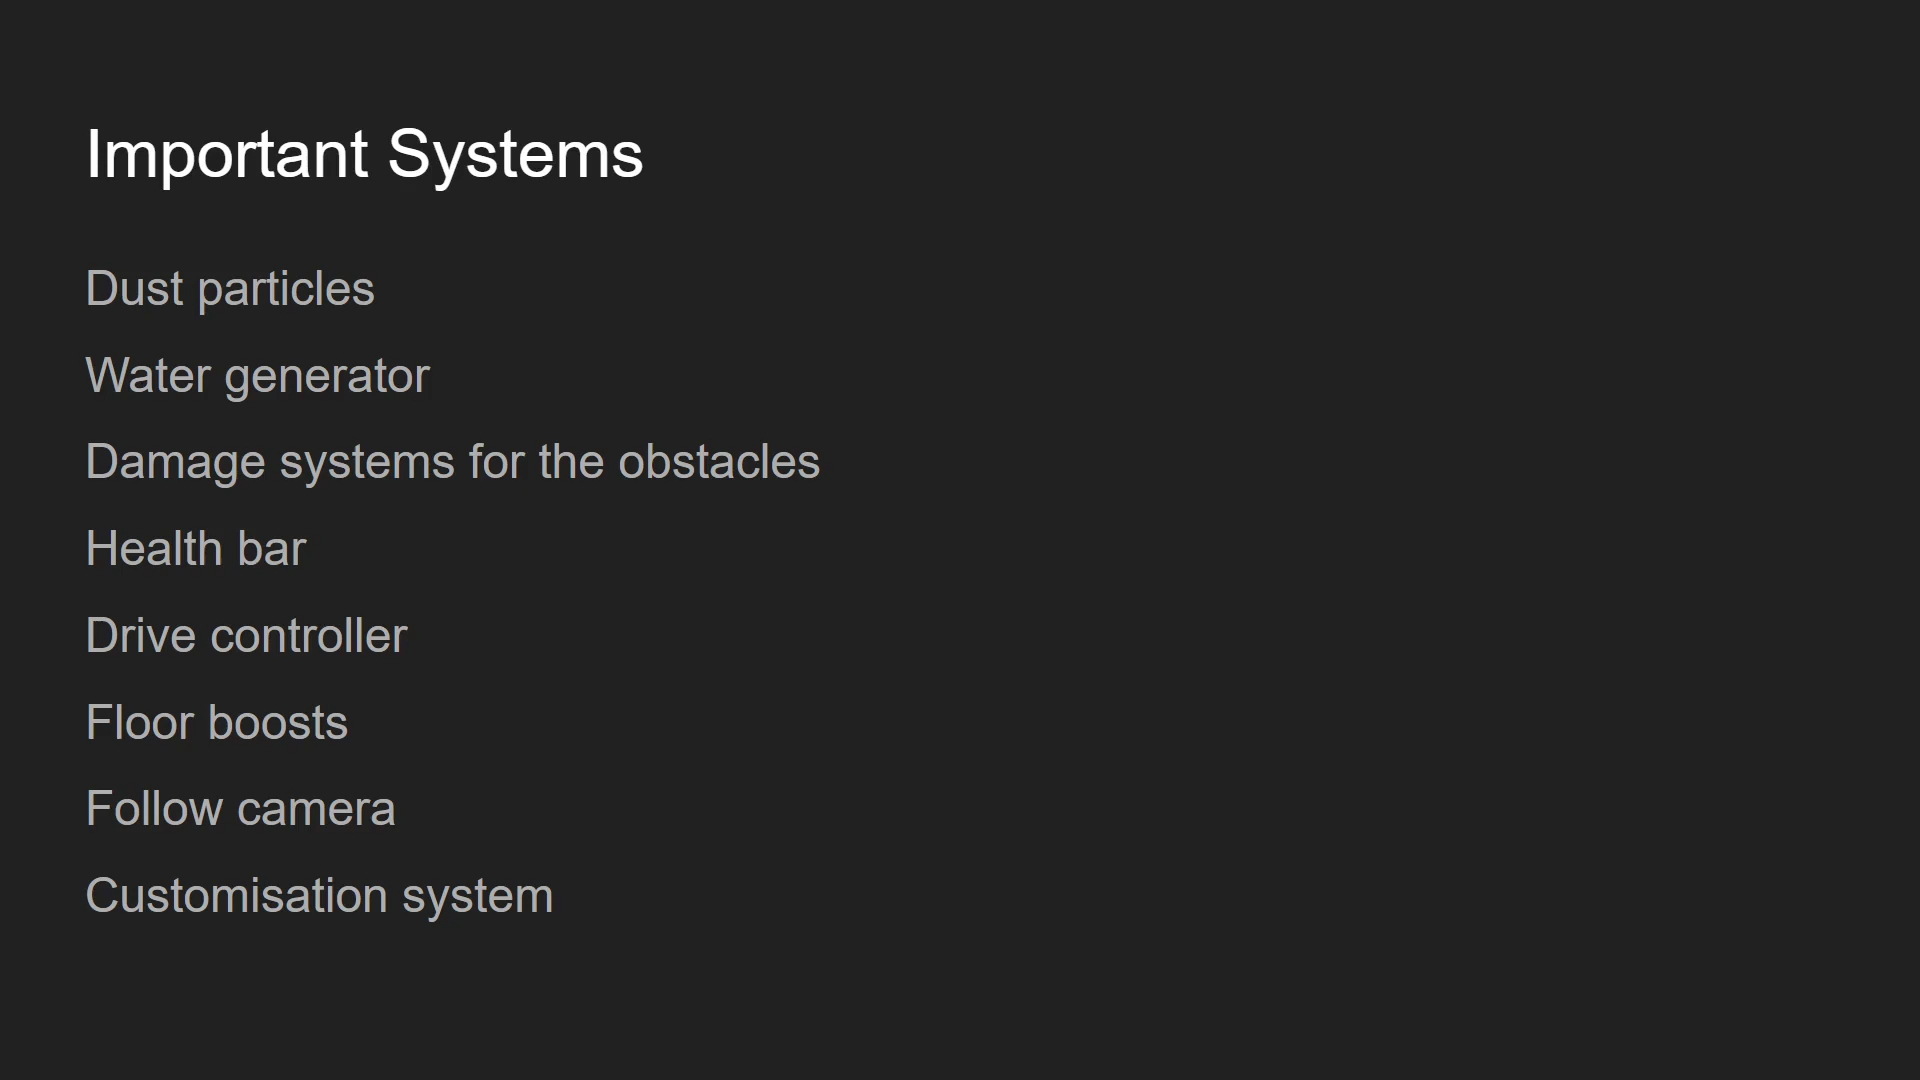 Important Systems
Dust particles
Water generator
Damage systems for the obstacles
Health bar
Drive controller
Floor boosts
Follow camera
Customisation system